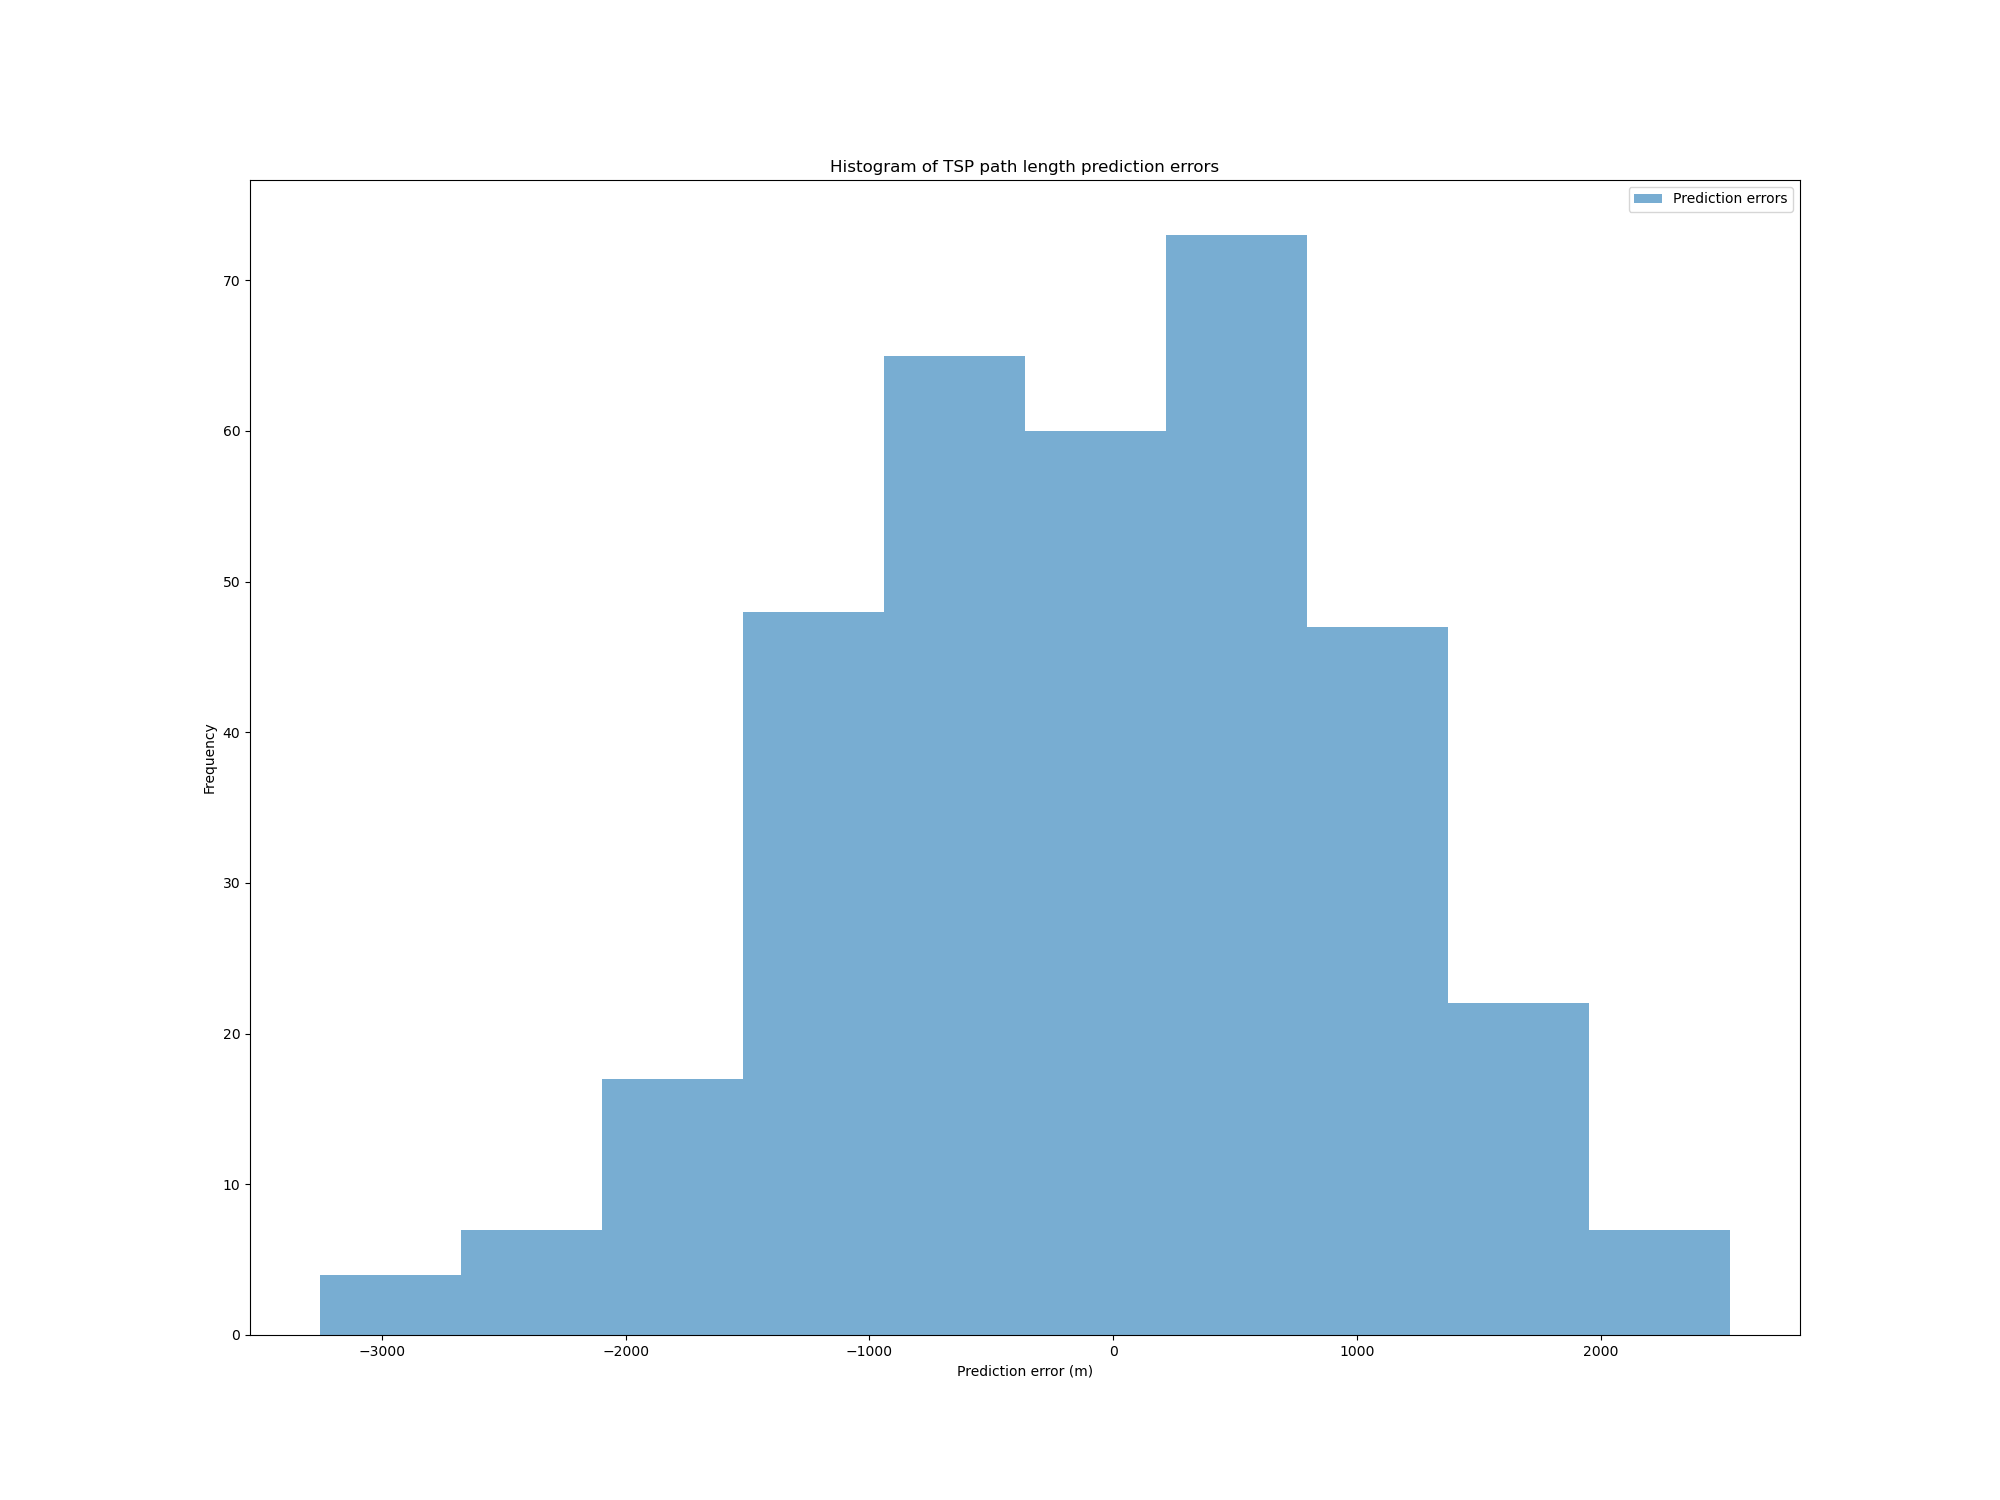 Histogram of TSP path length prediction errors
Prediction errors
70
60
50
40
30
20
10
0
Frequency
−3000 −2000 −1000 0 1000 2000
Prediction error (m)